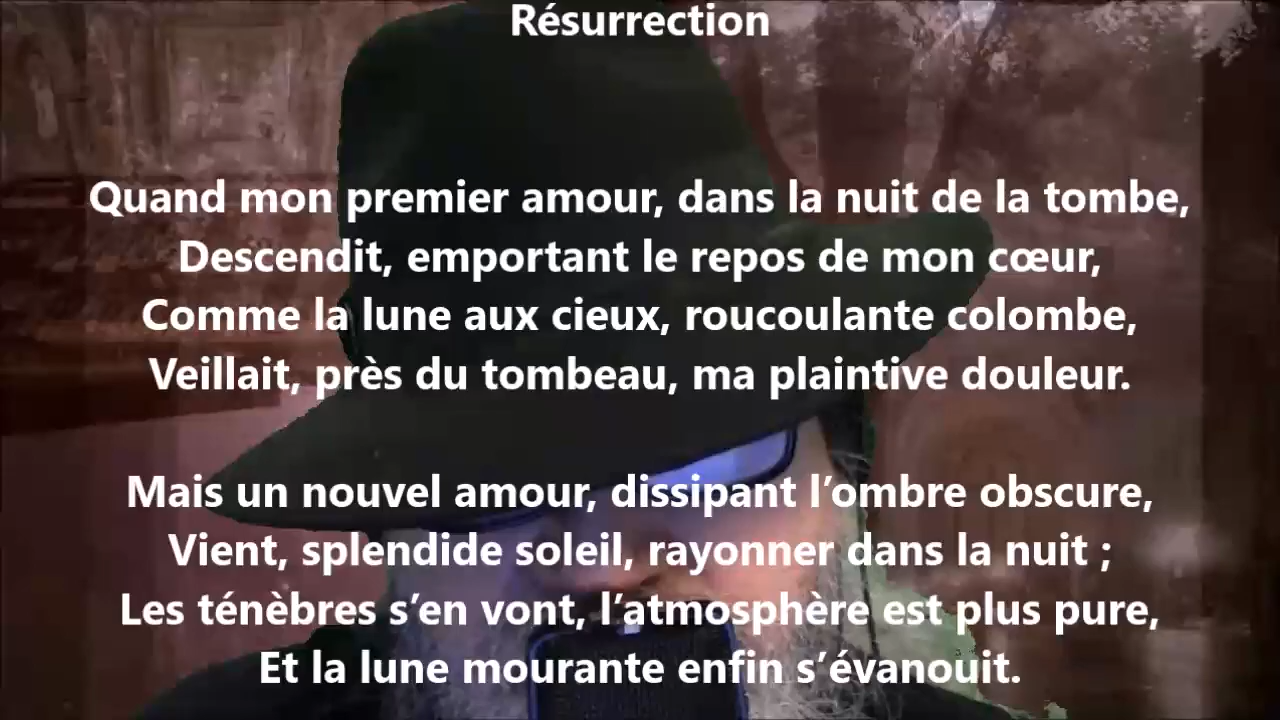 Résurrection
Quand mon premier amour, dans la nuit de la tombe,
Descendit, emportant le repos de mon cœur,
Comme la lune aux cieux, roucoulante colombe,
Veillait, près du tombeau, ma plaintive douleur.
Mais un nouvel amour, dissipant l’ombre obscure,
Vient, splendide soleil, rayonner dans la nuit ;
Les ténèbres s’en vont, l’atmosphère est plus pure,
Et la lune mourante enfin s’évanouit.